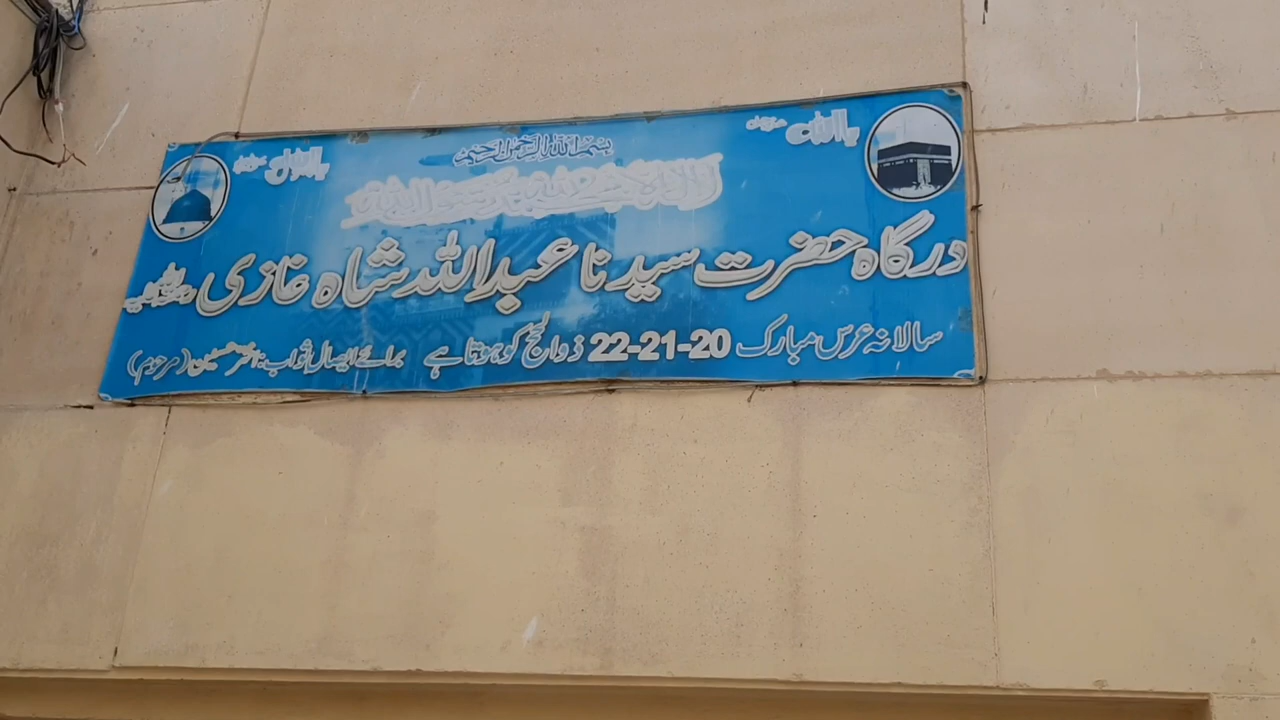 بسم اللہ الرحمن الرحیم
یا اللہ
لا الہ الا اللہ محمد رسول اللہ
درگاہ حضرت سیدنا عبداللہ شاہ غازی
سالانہ عرس مبارک 20-21-22 ذوالحج کو ہوتا ہے برائے ایصال ثواب: حسین (مرحوم)